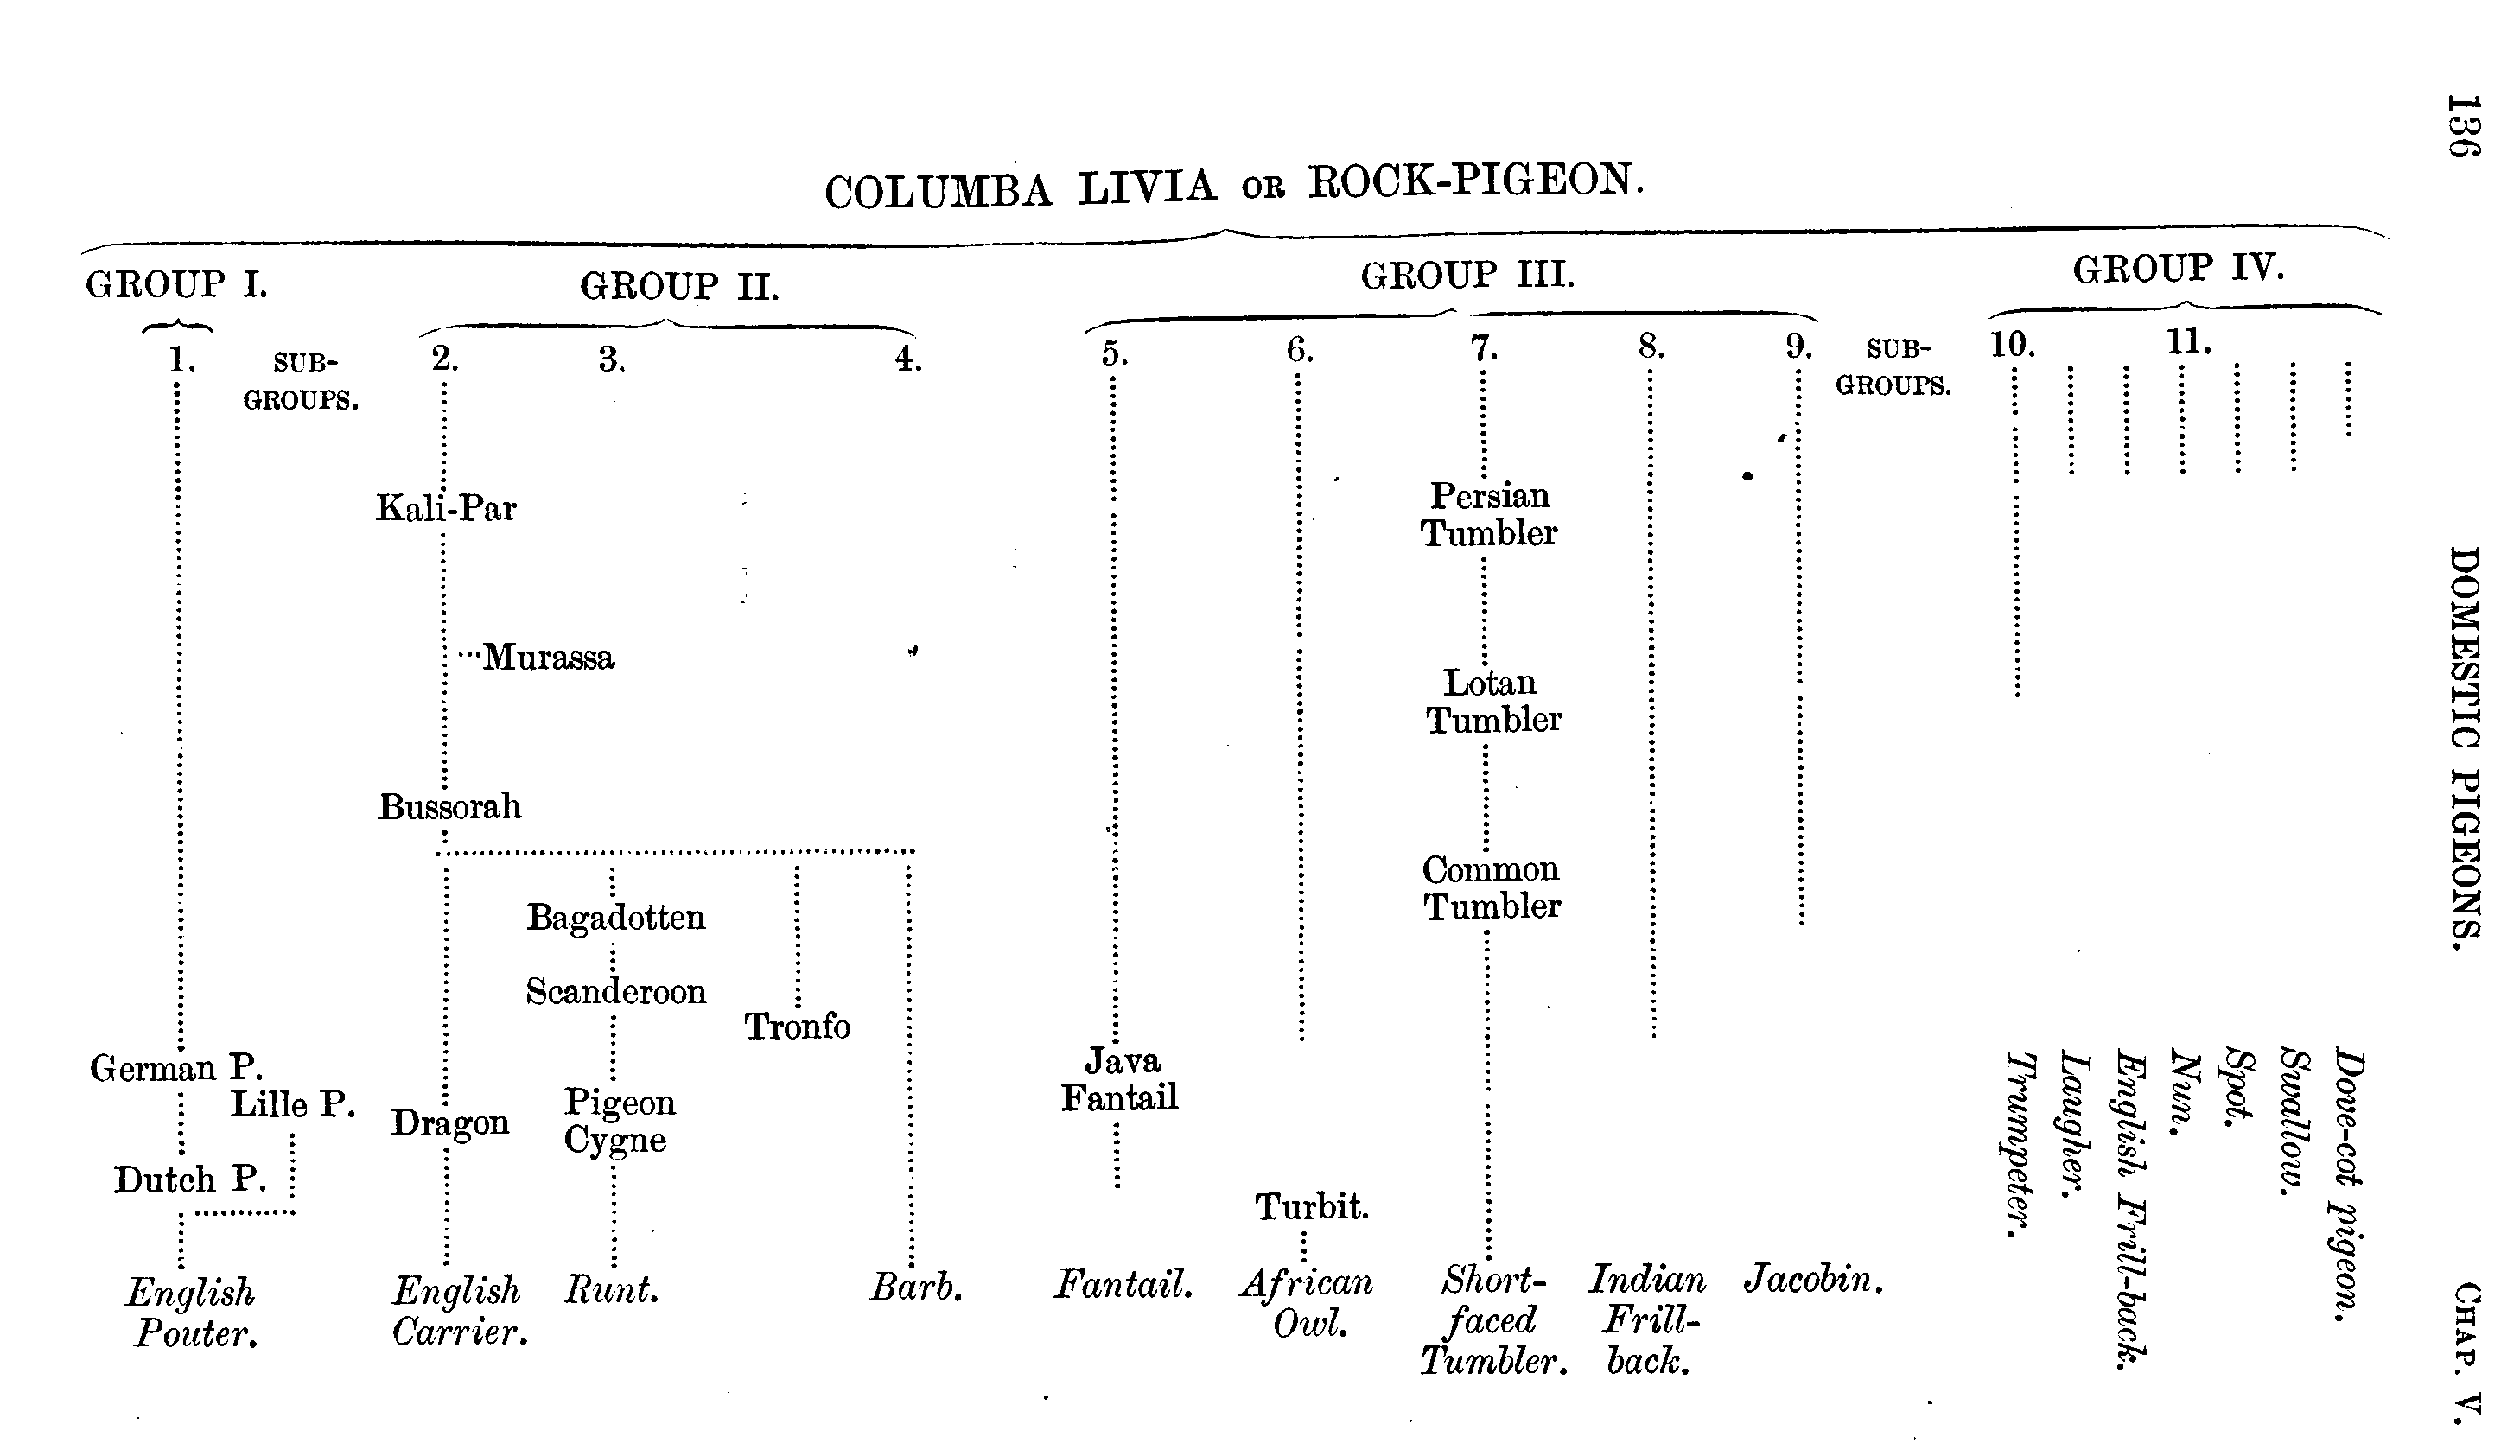 136
DOMESTIC PIGEONS.
CHAP. V.
COLUMBA LIVIA OR ROCK-PIGEON.
GROUP I.
GROUP II.
GROUP III.
GROUP IV.
1.
SUB-
GROUPS.
2.
3.
4.
5.
6.
7.
8.
9.
SUB-
GROUPS.
10.
11.
Kali-Par
Murassa
Bussorah
Bagadotten
Scanderoon
Tronfo
German P.
Lille P.
Dutch P.
Dragon
Pigeon
Cygne
Java
Fantail
Turbit.
Persian
Tumbler
Lotan
Tumbler
Common
Tumbler
English
Pouter.
English
Carrier.
Runt.
Barb.
Fantail.
African
Owl.
Short-
faced
Tumbler.
Indian
Frill-
back.
Jacobin.
Trumpeter.
Laugher.
English Frill-back.
Nun.
Spot.
Swallow.
Dove-cot pigeon.